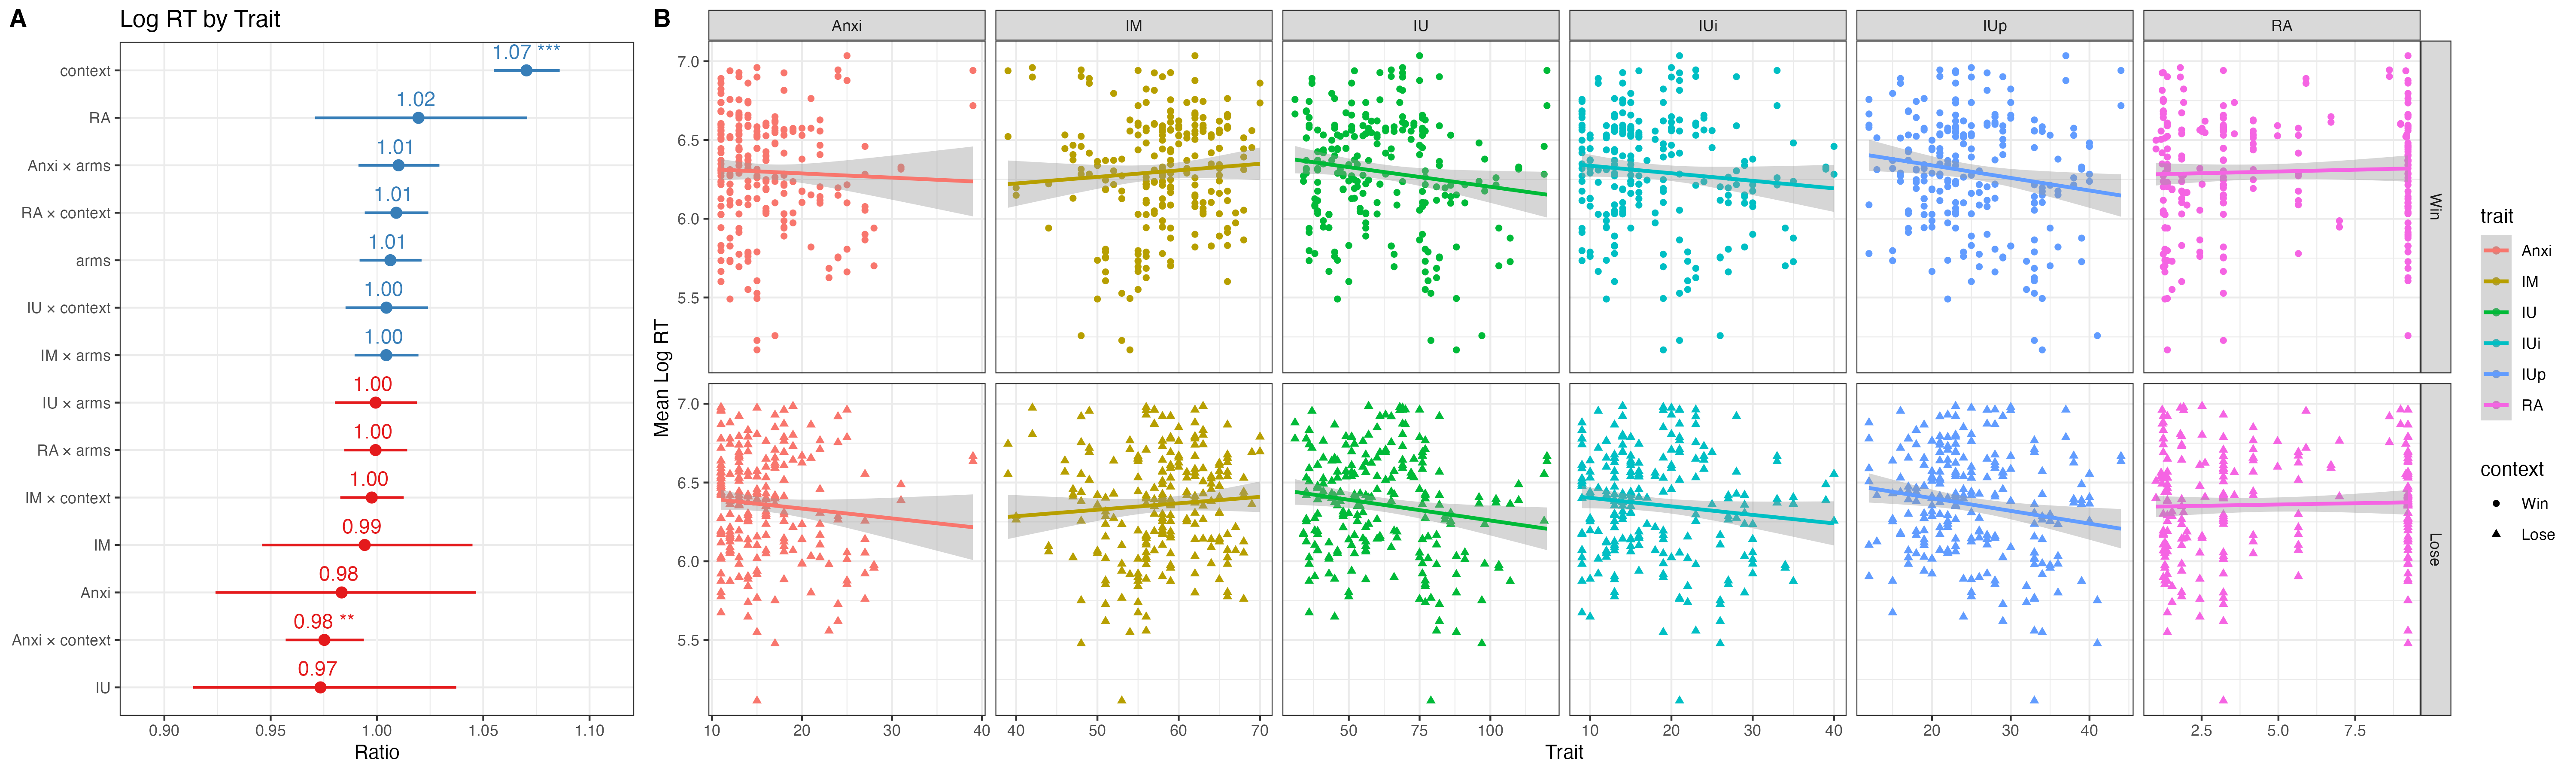 A
Log RT by Trait
context
1.07 ***
RA
1.02
Anxi × arms
1.01
RA × context
1.01
arms
1.01
IU × context
1.00
IM × arms
1.00
IU × arms
1.00
RA × arms
1.00
IM × context
1.00
IM
0.99
Anxi
0.98
Anxi × context
0.98 **
IU
0.97
0.90 0.95 1.00 1.05 1.10
Ratio
B
Anxi IM IU IUi IUp RA
Mean Log RT
7.0
6.5
6.0
5.5
Win
7.0
6.5
6.0
5.5
Lose
10 20 30 40 40 50 60 70 50 75 100 10 20 30 40 20 30 40 2.5 5.0 7.5
Trait
trait
Anxi
IM
IU
IUi
IUp
RA
context
Win
Lose